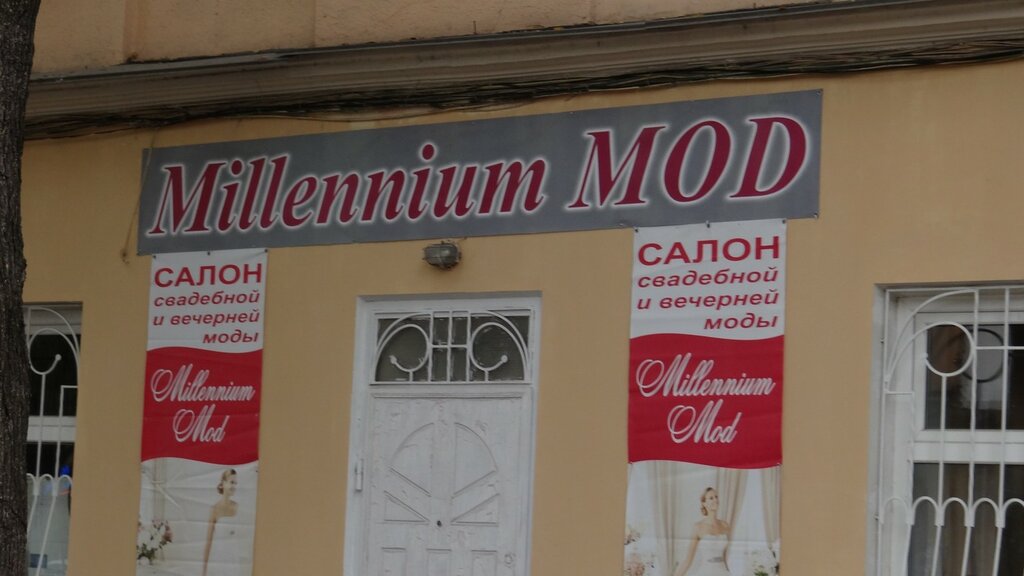 Millennium MOD
САЛОН
свадебной
и вечерней
моды
Millennium
Mod
САЛОН
свадебной
и вечерней
моды
Millennium
Mod